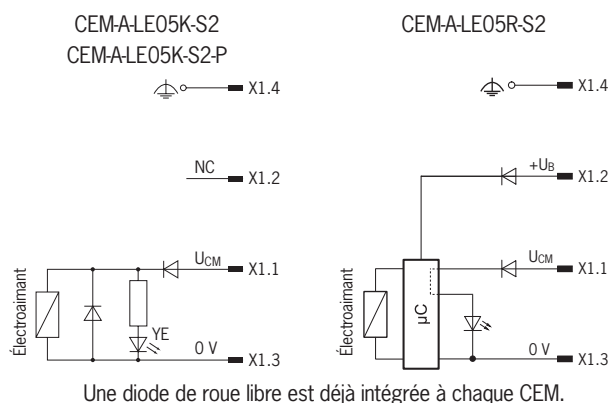 CEM-A-LE05K-S2
CEM-A-LE05K-S2-P
X1.4
NC
X1.2
UCM
X1.1
Électroaimant
YE
0 V
X1.3
CEM-A-LE05R-S2
X1.4
+UB
X1.2
UCM
X1.1
Électroaimant
µC
0 V
X1.3
Une diode de roue libre est déjà intégrée à chaque CEM.